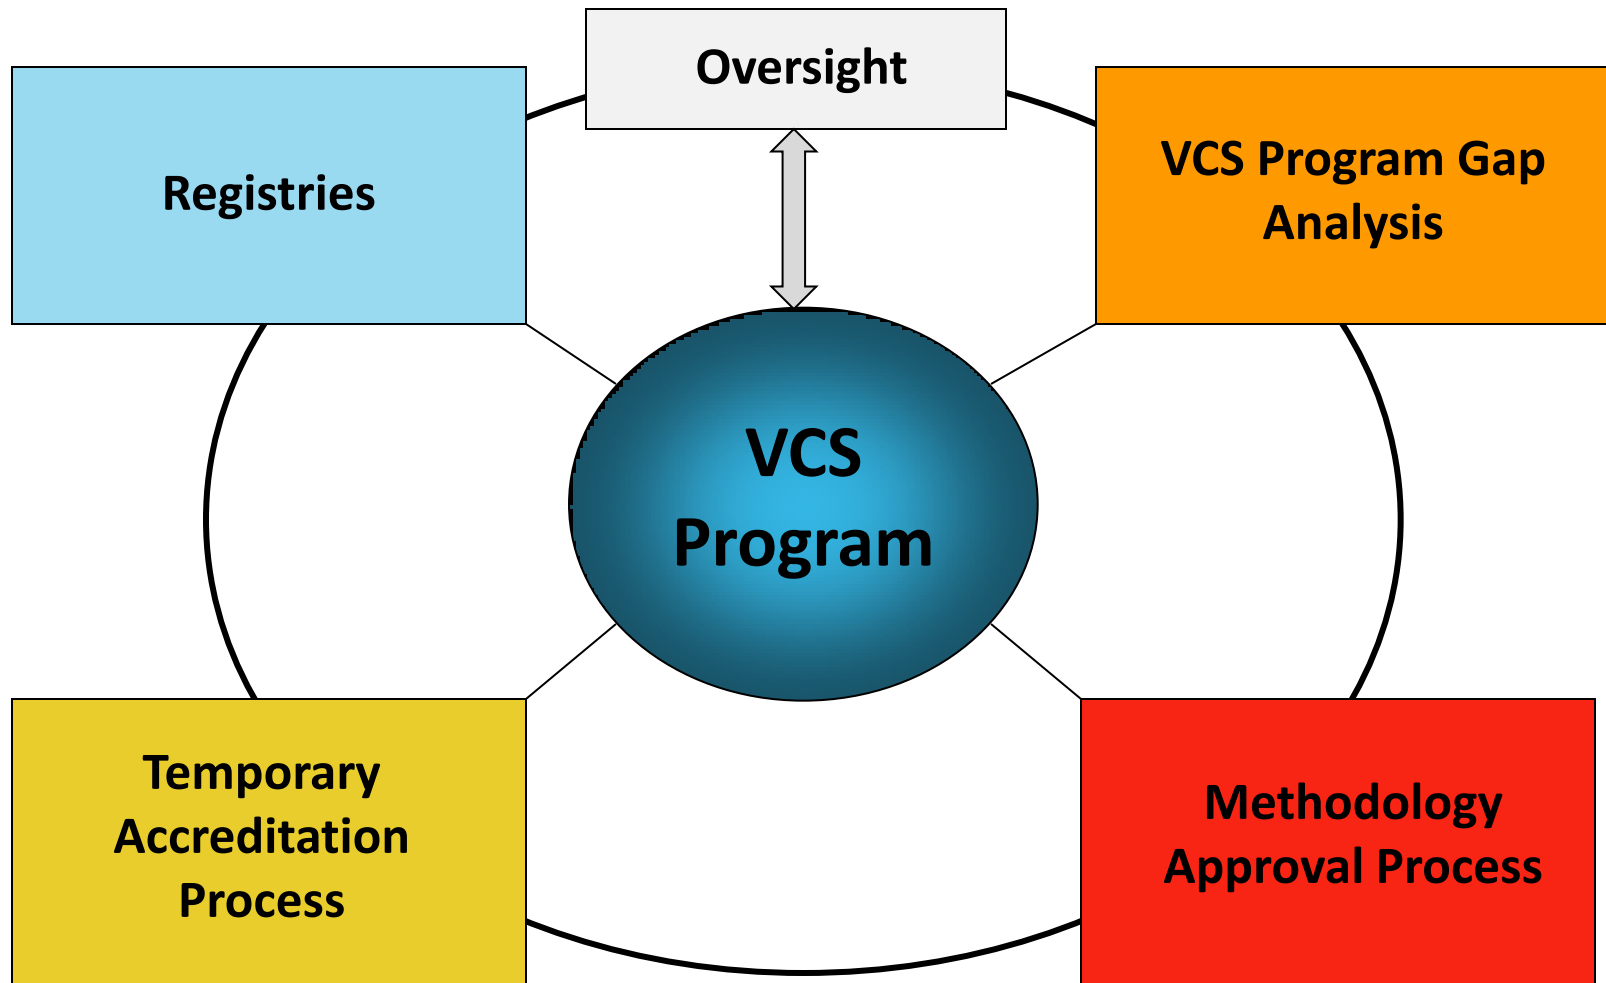 Oversight
Registries
VCS Program Gap
Analysis
VCS
Program
Temporary
Accreditation
Process
Methodology
Approval Process